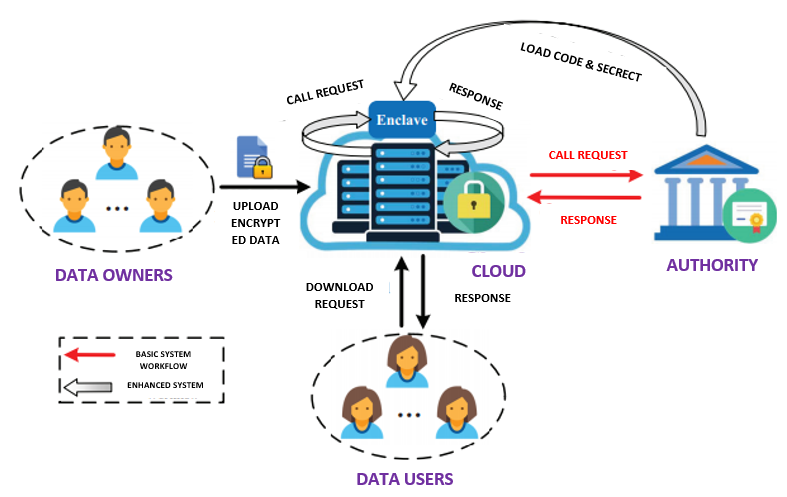 LOAD CODE & SECRECT
CALL REQUEST
RESPONSE
Enclave
CALL REQUEST
RESPONSE
UPLOAD
ENCRYPT
ED DATA
DATA OWNERS
CLOUD
AUTHORITY
DOWNLOAD
REQUEST
RESPONSE
BASIC SYSTEM
WORKFLOW
ENHANCED SYSTEM
DATA USERS